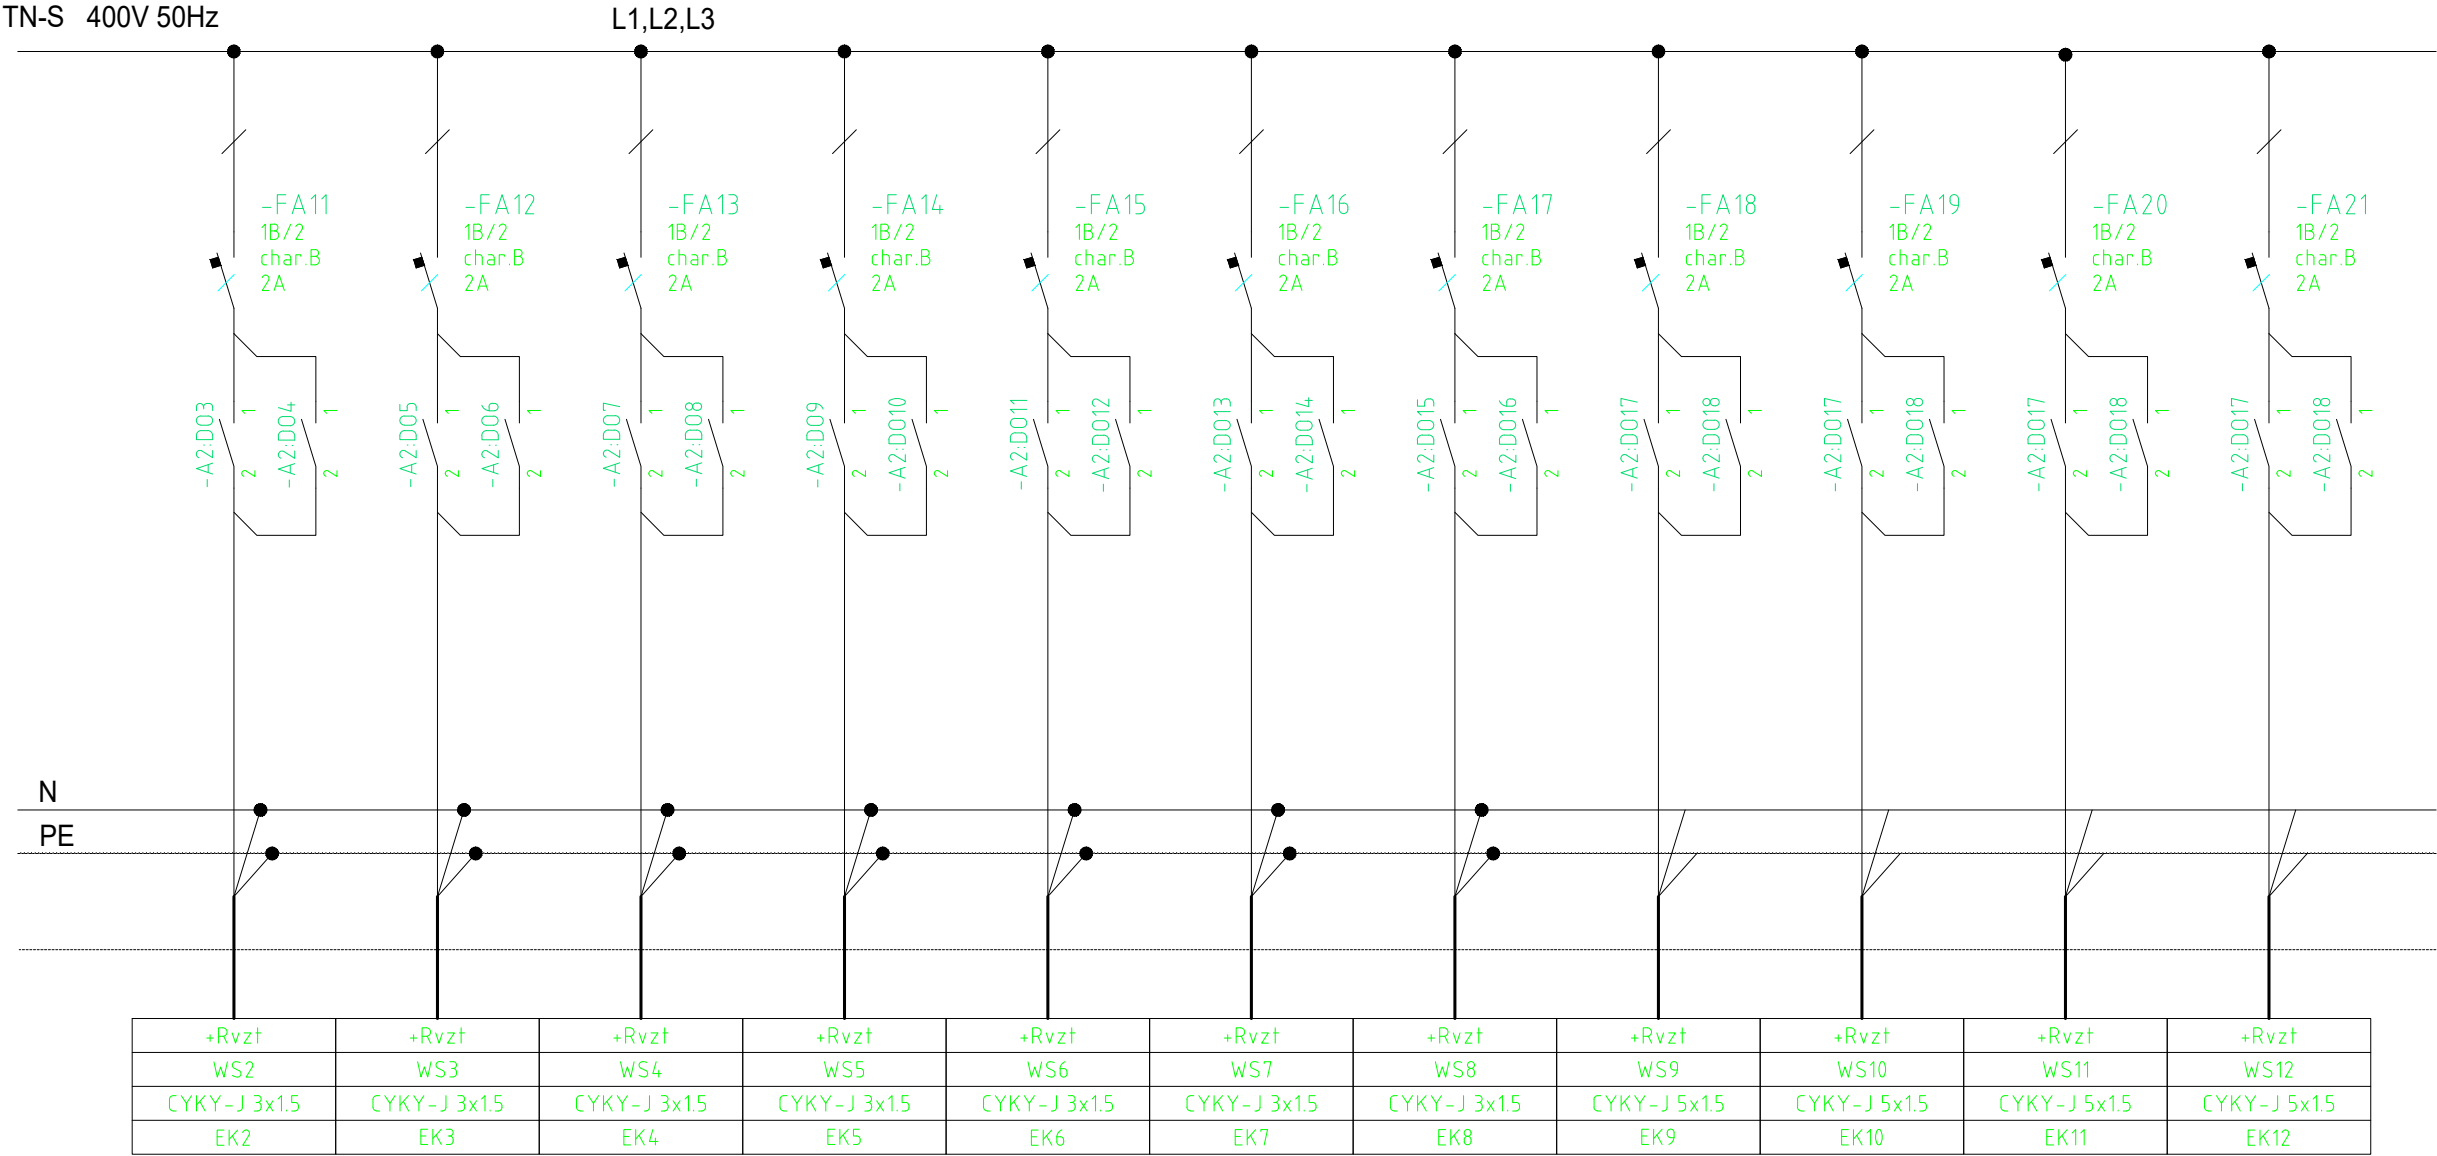 TN-S 400V 50Hz
L1,L2,L3
-FA11
1B/2
char.B
2A
-FA12
1B/2
char.B
2A
-FA13
1B/2
char.B
2A
-FA14
1B/2
char.B
2A
-FA15
1B/2
char.B
2A
-FA16
1B/2
char.B
2A
-FA17
1B/2
char.B
2A
-FA18
1B/2
char.B
2A
-FA19
1B/2
char.B
2A
-FA20
1B/2
char.B
2A
-FA21
1B/2
char.B
2A
-A2:DO3
1
2
-A2:DO4
1
2
-A2:DO5
1
2
-A2:DO6
1
2
-A2:DO7
1
2
-A2:DO8
1
2
-A2:DO9
1
2
-A2:DO10
1
2
-A2:DO11
1
2
-A2:DO12
1
2
-A2:DO13
1
2
-A2:DO14
1
2
-A2:DO15
1
2
-A2:DO16
1
2
-A2:DO17
1
2
-A2:DO18
1
2
-A2:DO17
1
2
-A2:DO18
1
2
-A2:DO17
1
2
-A2:DO18
1
2
-A2:DO17
1
2
-A2:DO18
1
2
N
PE
+Rvzt +Rvzt +Rvzt +Rvzt +Rvzt +Rvzt +Rvzt +Rvzt +Rvzt +Rvzt +Rvzt
WS2 WS3 WS4 WS5 WS6 WS7 WS8 WS9 WS10 WS11 WS12
CYKY-J 3x1.5 CYKY-J 3x1.5 CYKY-J 3x1.5 CYKY-J 3x1.5 CYKY-J 3x1.5 CYKY-J 3x1.5 CYKY-J 3x1.5 CYKY-J 5x1.5 CYKY-J 5x1.5 CYKY-J 5x1.5 CYKY-J 5x1.5
EK2 EK3 EK4 EK5 EK6 EK7 EK8 EK9 EK10 EK11 EK12